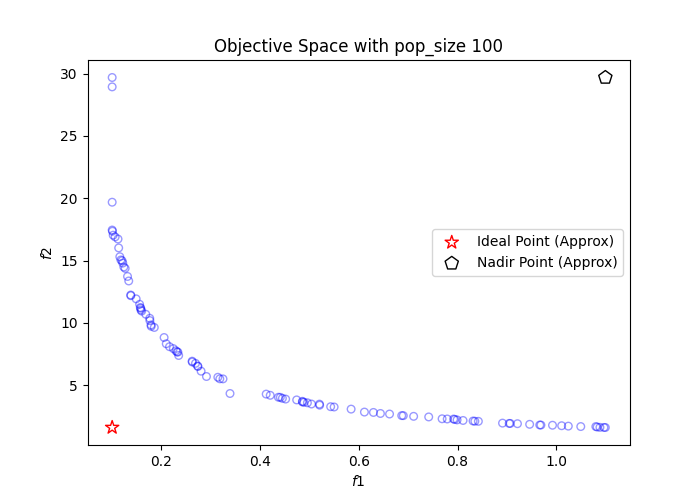 Objective Space with pop_size 100
30
25
20
15
10
5
f2
Ideal Point (Approx)
Nadir Point (Approx)
0.2 0.4 0.6 0.8 1.0
f1